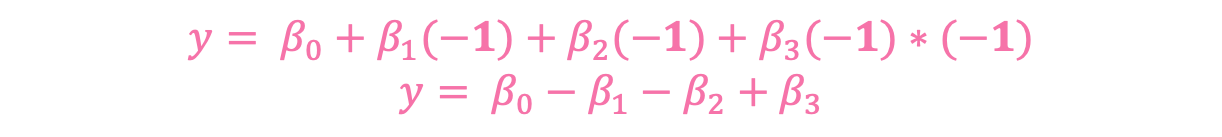 y = β₀ + β₁(−1) + β₂(−1) + β₃(−1) * (−1)
y = β₀ − β₁ − β₂ + β₃